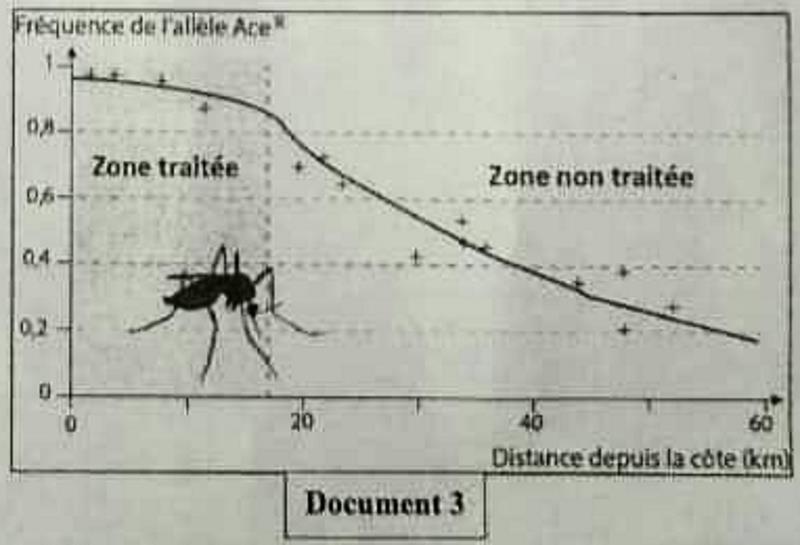 Fréquence de l'allèle Ace ᴿ
1
0,8
Zone traitée
Zone non traitée
0,6
0,4
0,2
0
0
20
40
60
Distance depuis la côte (km)
Document 3